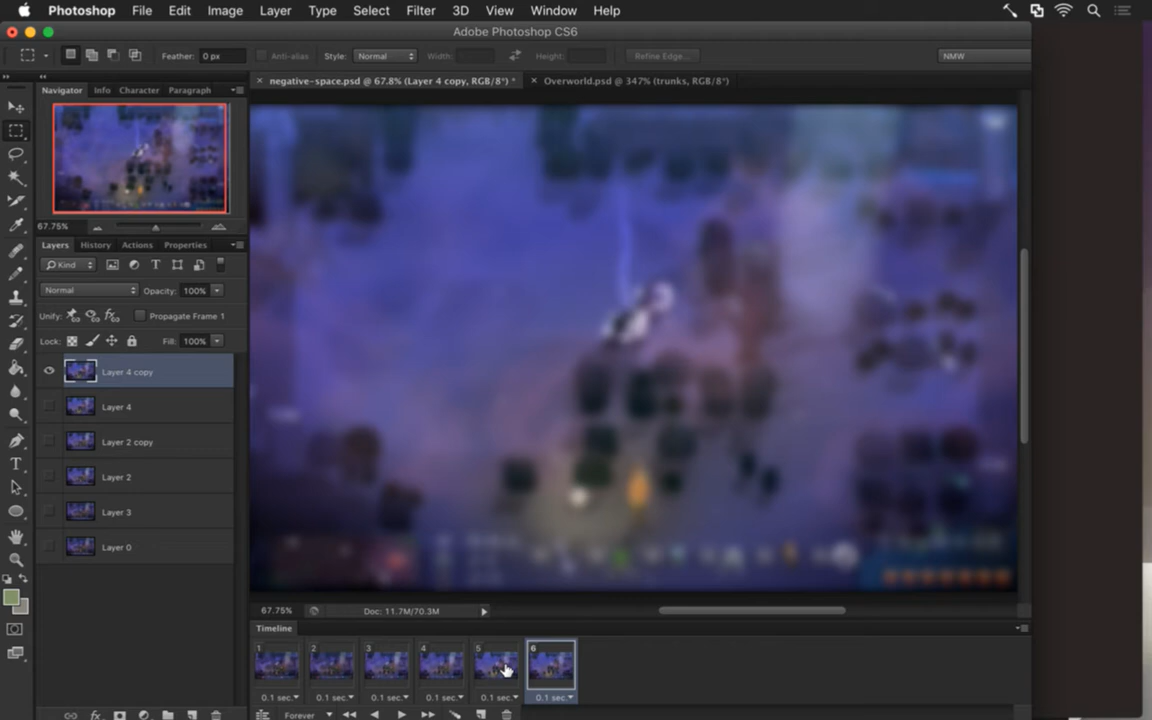 Photoshop File Edit Image Layer Type Select Filter 3D View Window Help
Adobe Photoshop CS6
Feather: 0 px Anti-alias Style: Normal Width: Height: Refine Edge... NMW
negative-space.psd @ 67.8% (Layer 4 copy, RGB/8*) * Overworld.psd @ 347% (trunks, RGB/8*)
Navigator Info Character Paragraph
67.75%
Layers History Actions Properties
Kind
Normal Opacity: 100%
Unify: Propagate Frame 1
Lock: Fill: 100%
Layer 4 copy
Layer 4
Layer 2 copy
Layer 2
Layer 3
Layer 0
67.75% Doc: 11.7M/70.3M
Timeline
1 2 3 4 5 6
0.1 sec. 0.1 sec. 0.1 sec. 0.1 sec. 0.1 sec. 0.1 sec.
Forever